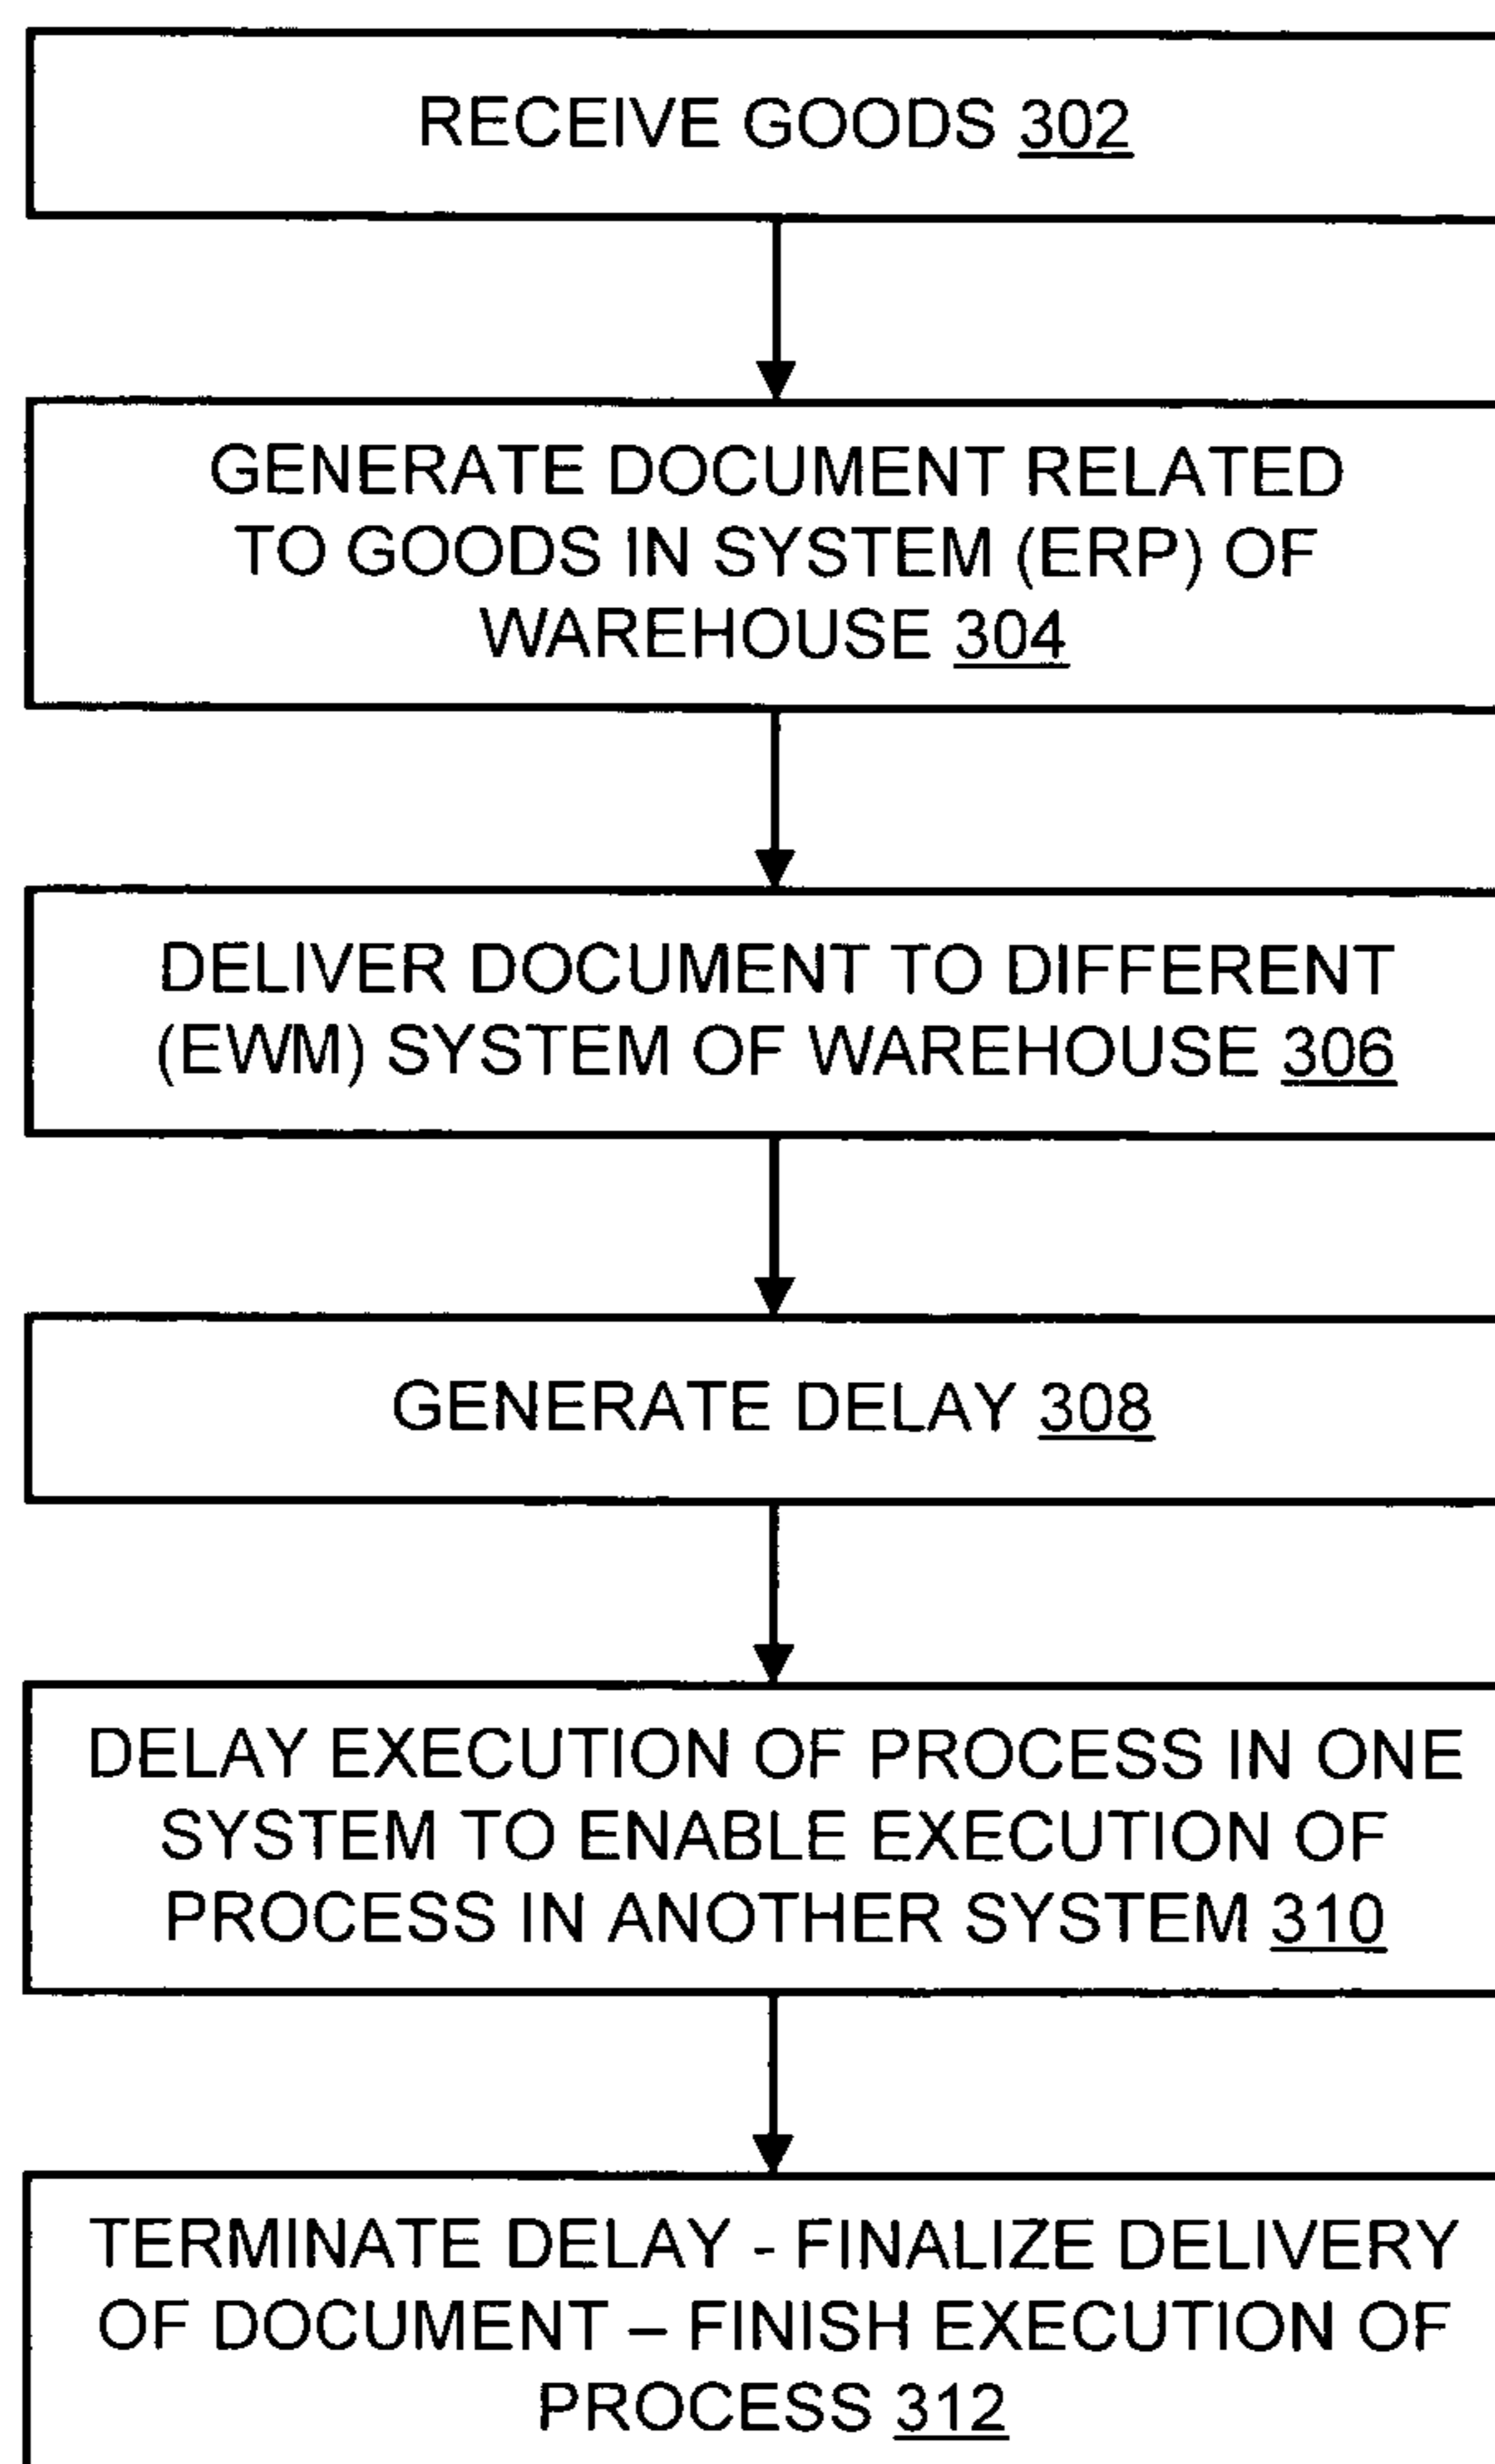 RECEIVE GOODS 302
GENERATE DOCUMENT RELATED
TO GOODS IN SYSTEM (ERP) OF
WAREHOUSE 304
DELIVER DOCUMENT TO DIFFERENT
(EWM) SYSTEM OF WAREHOUSE 306
GENERATE DELAY 308
DELAY EXECUTION OF PROCESS IN ONE
SYSTEM TO ENABLE EXECUTION OF
PROCESS IN ANOTHER SYSTEM 310
TERMINATE DELAY - FINALIZE DELIVERY
OF DOCUMENT – FINISH EXECUTION OF
PROCESS 312